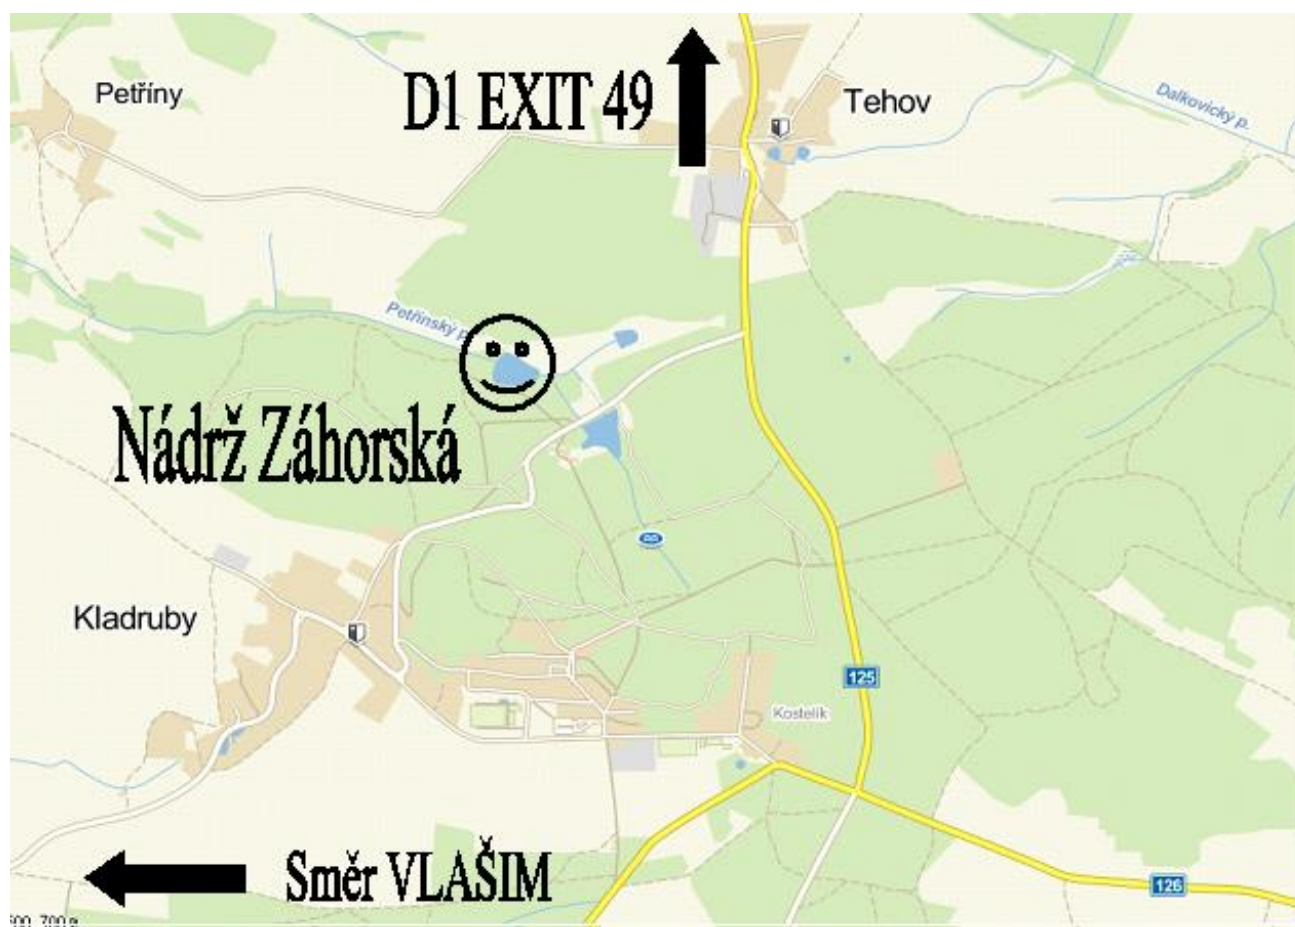 Petříny
D1 EXIT 49
Tehov
Dalkovický p.
Petřínský p.
Nádrž Záhorská
Kladruby
125
Kostelík
Směr VLAŠIM
126